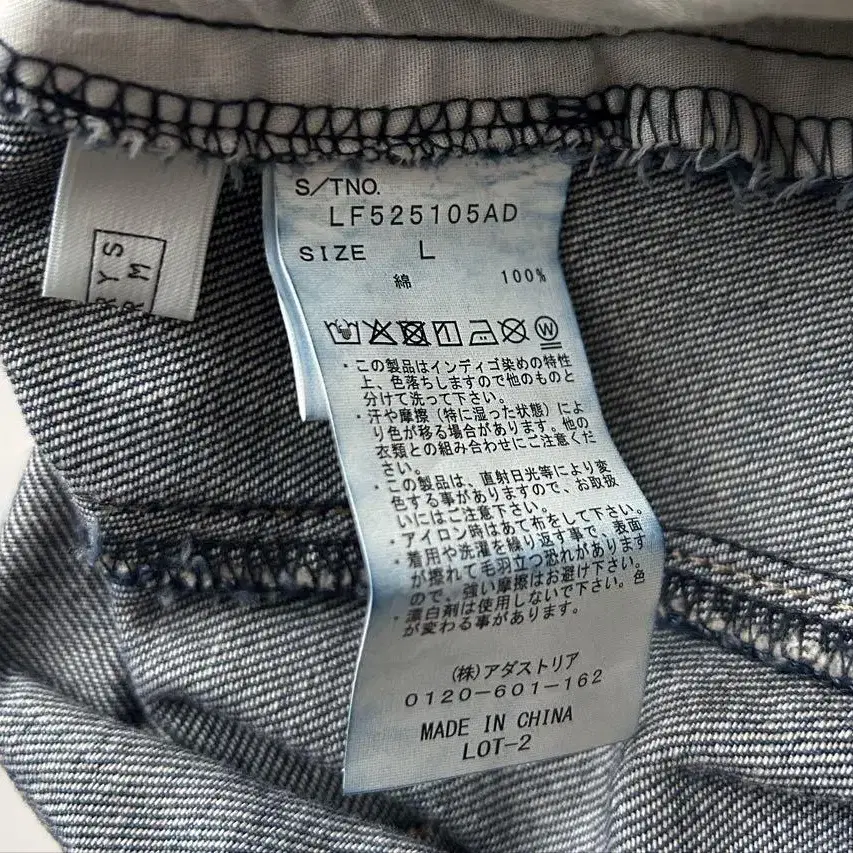 S/TNO.
LF525105AD
SIZE L
綿 100%
W
・この製品はインディゴ染めの特性
上、色落ちしますので他のものと
分けて洗って下さい。
・汗や摩擦(特に湿った状態)によ
り色が移る場合があります。他の
衣類との組み合わせにご注意くだ
さい。
・この製品は、直射日光等により変
色する事がありますので、お取扱
いにはご注意下さい。
・アイロン時はあて布をして下さい。
・着用や洗濯を繰り返す事で、表面
が擦れて毛羽立つ恐れがあります
ので、強い摩擦はお避け下さい。
・漂白剤は使用しないで下さい。色
が変わる事があります。
(株)アダストリア
0120-601-162
MADE IN CHINA
LOT-2
RYS
RM